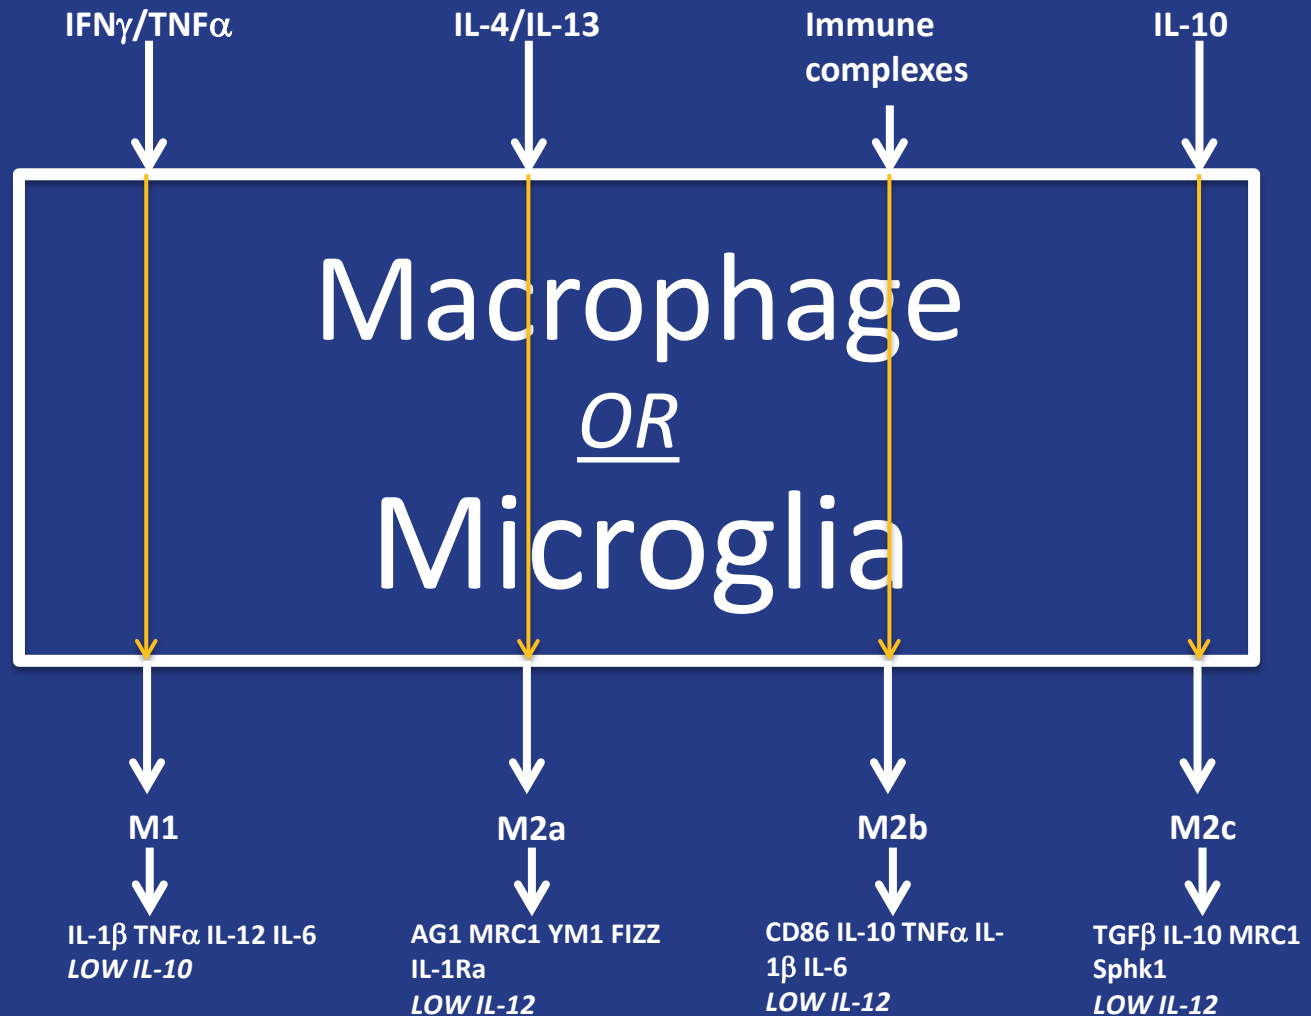 IFNγ/TNFα
IL-4/IL-13
Immune
complexes
IL-10
Macrophage
OR
Microglia
M1
M2a
M2b
M2c
IL-1β TNFα IL-12 IL-6
LOW IL-10
AG1 MRC1 YM1 FIZZ
IL-1Ra
LOW IL-12
CD86 IL-10 TNFα IL-
1β IL-6
LOW IL-12
TGFβ IL-10 MRC1
Sphk1
LOW IL-12